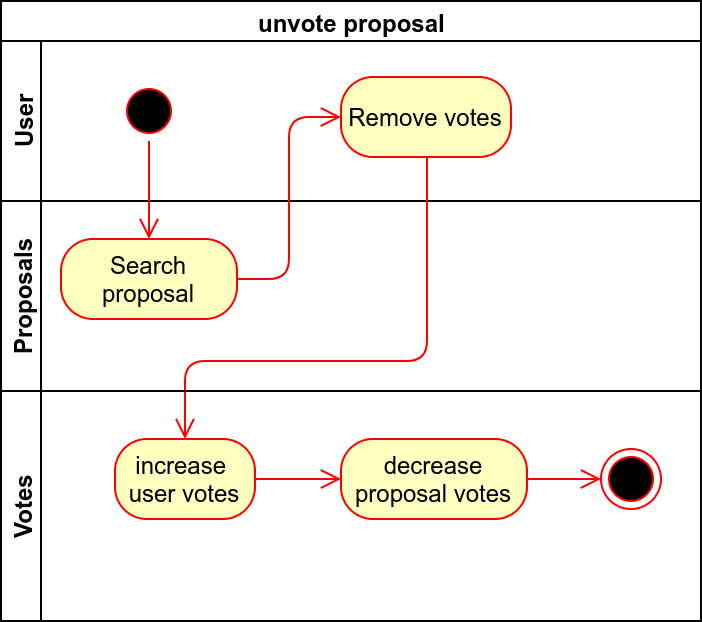 unvote proposal
User
Remove votes
Proposals
Search
proposal
Votes
increase
user votes
decrease
proposal votes